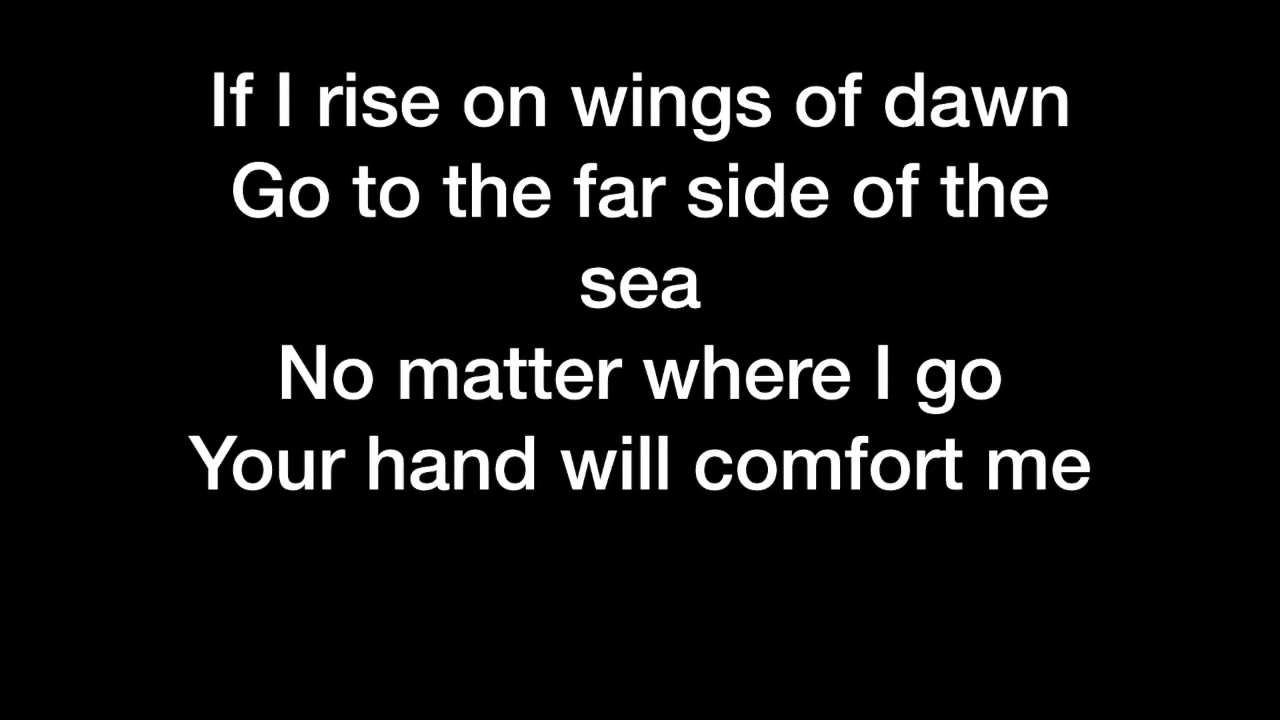 If I rise on wings of dawn
Go to the far side of the
sea
No matter where I go
Your hand will comfort me